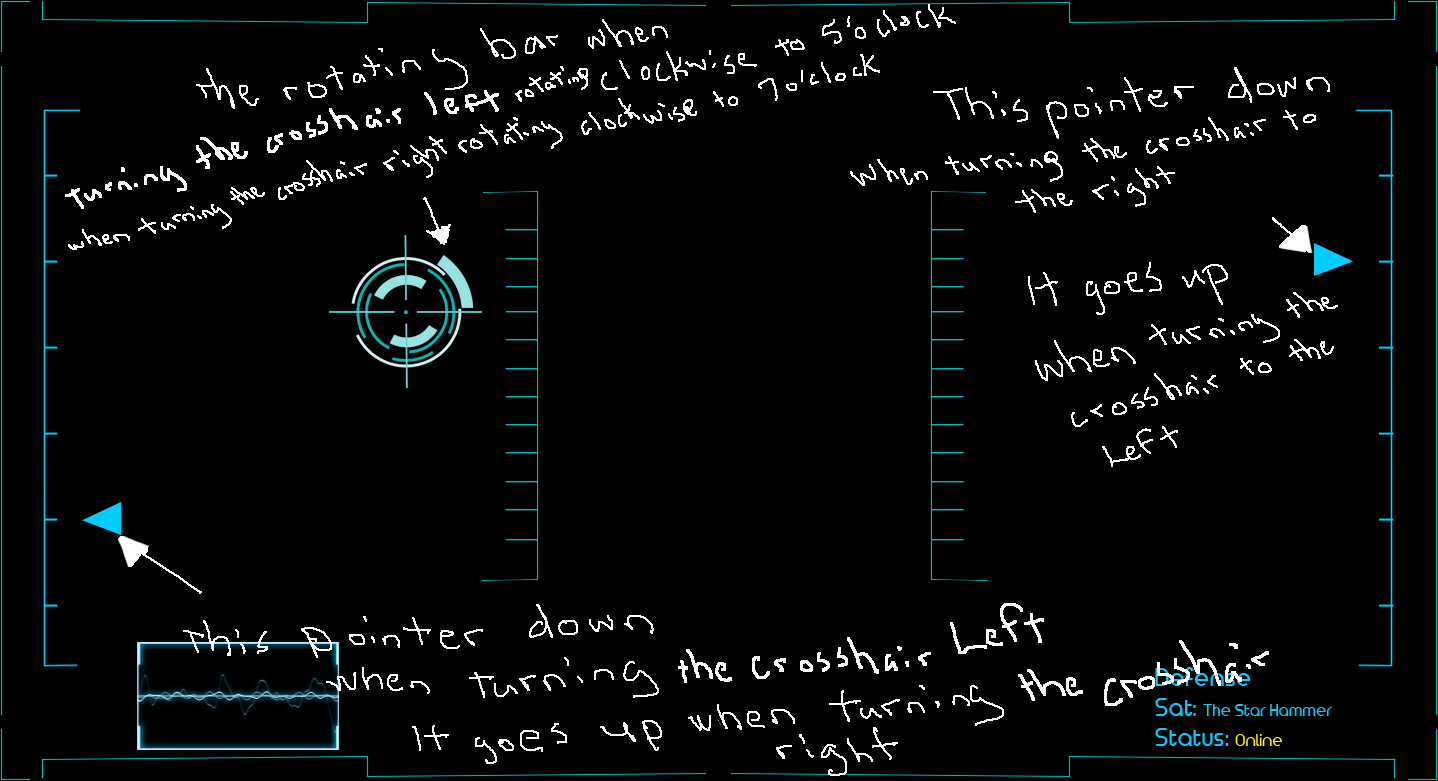 the rotating bar when
turning the crosshair left rotating clockwise to 5'o clock
when turning the crosshair right rotating clockwise to 7o'clock
This pointer down
when turning the crosshair to
the right
It goes up
when turning the
crosshair to the
Left
This pointer down
when turning the crosshair Left
It goes up when turning the crosshair
right
Defense
Sat: The Star Hammer
Status: Online